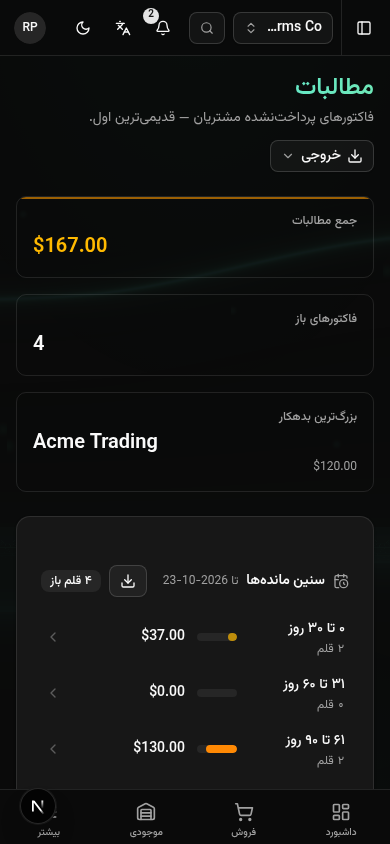 ...rms Co
2
RP
مطالبات
فاکتورهای پرداخت‌نشده مشتریان — قدیمی‌ترین اول.
خروجی
جمع مطالبات
$167.00
فاکتورهای باز
4
بزرگ‌ترین بدهکار
Acme Trading
$120.00
سنین مانده‌ها تا 2026-10-23
۴ قلم باز
۰ تا ۳۰ روز
$37.00
۲ قلم
۳۱ تا ۶۰ روز
$0.00
۰ قلم
۶۱ تا ۹۰ روز
$130.00
۲ قلم
داشبورد
فروش
موجودی
بیشتر
N